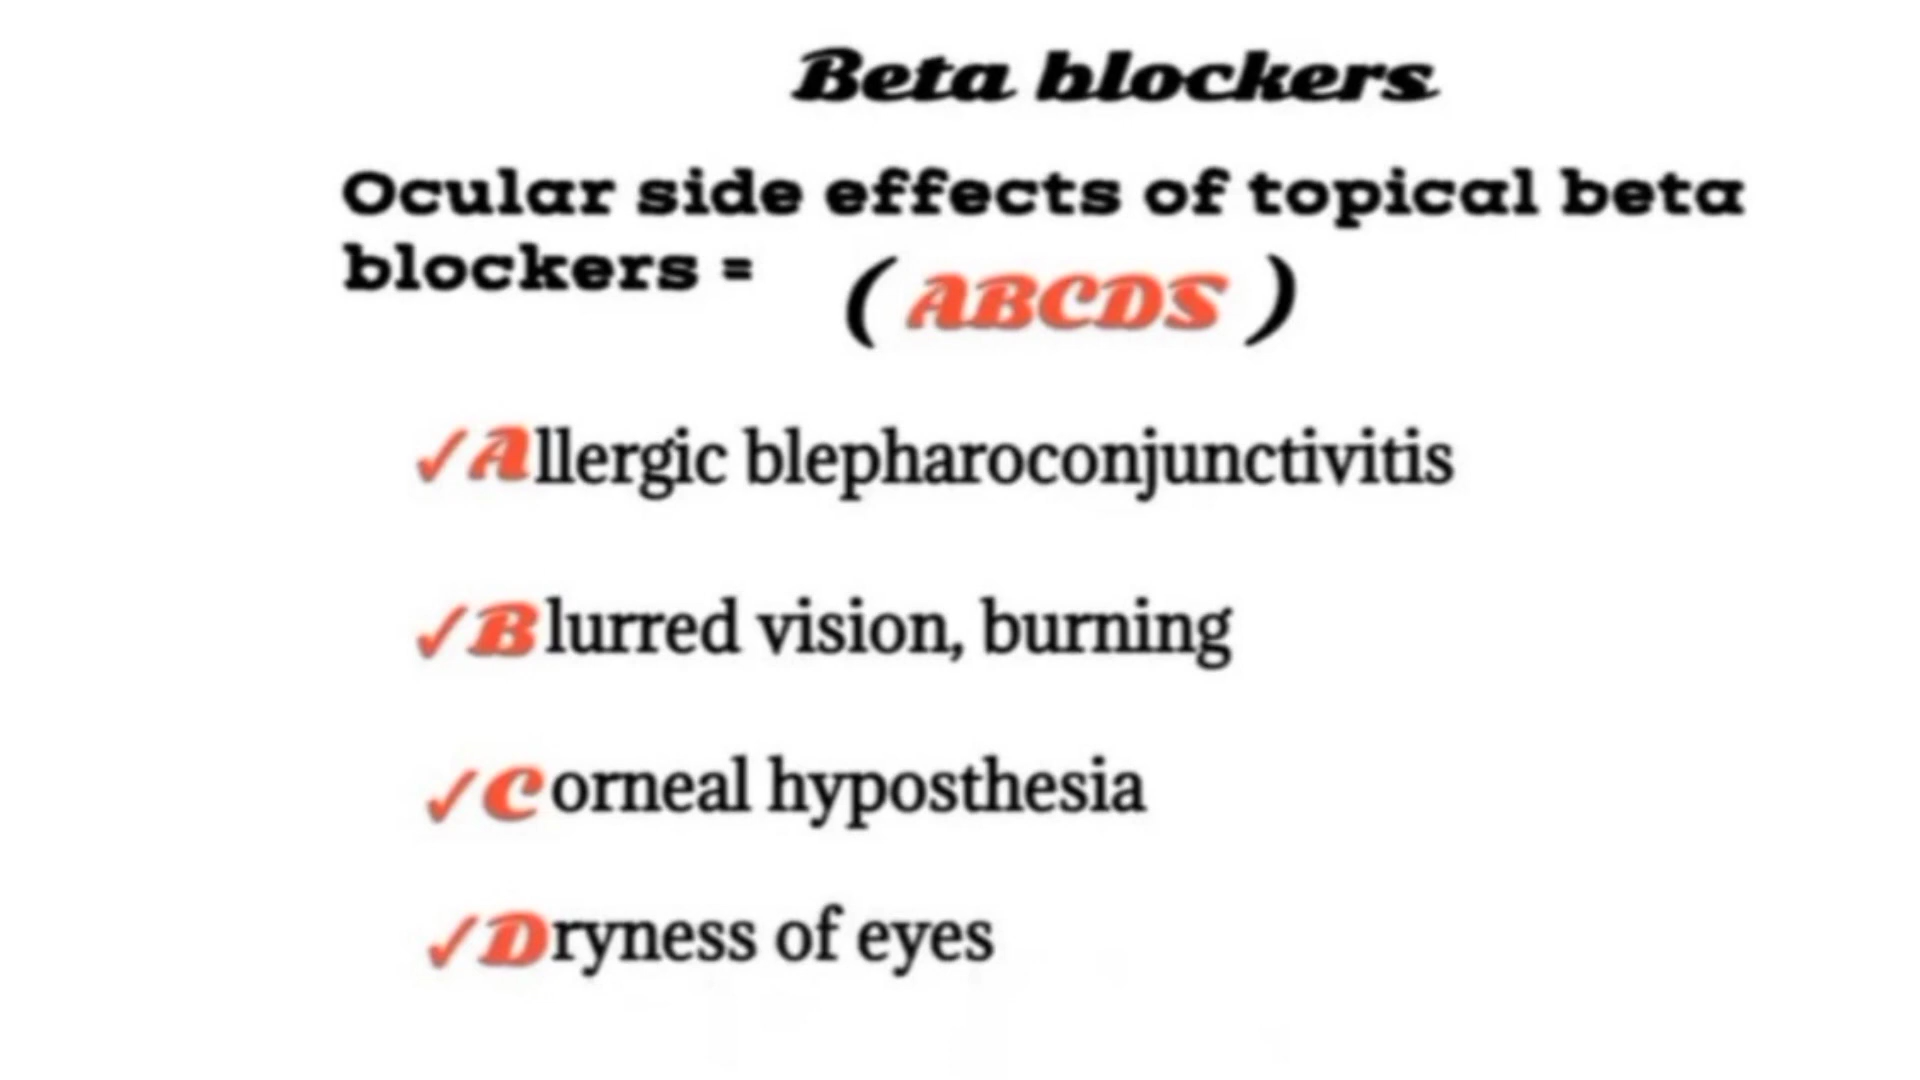 Beta blockers
Ocular side effects of topical beta
blockers = ( ABCDS )
✓Allergic blepharoconjunctivitis
✓Blurred vision, burning
✓Corneal hyposthesia
✓Dryness of eyes